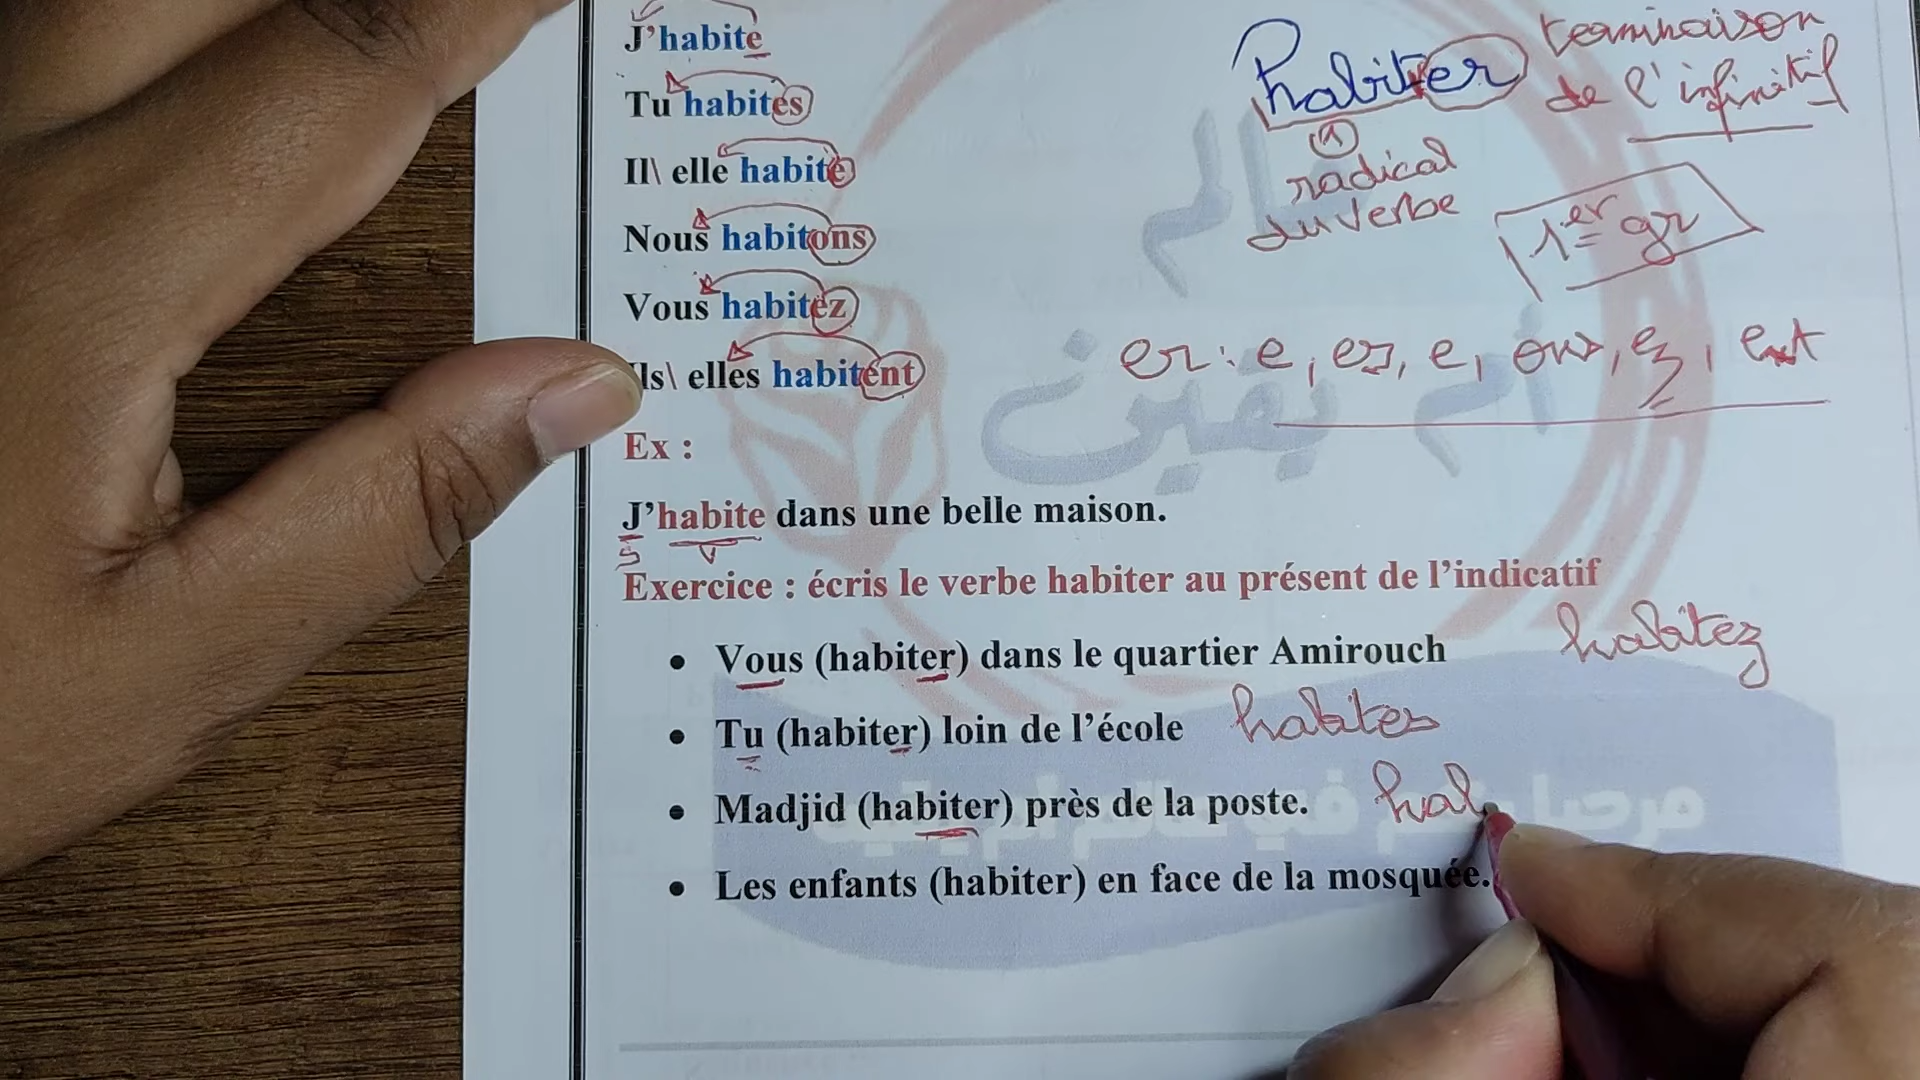 J'habite
Tu habites
Il\ elle habite
Nous habitons
Vous habitez
Ils\ elles habitent
habiter
terminaison
de l'infinitif
radical
du verbe
1er gr
er : e, es, e, ons, ez, ent
Ex :
J'habite dans une belle maison.
S V
Exercice : écris le verbe habiter au présent de l'indicatif
• Vous (habiter) dans le quartier Amirouch habitez
• Tu (habiter) loin de l'école habites
• Madjid (habiter) près de la poste. hab
• Les enfants (habiter) en face de la mosquée.
أم يقين